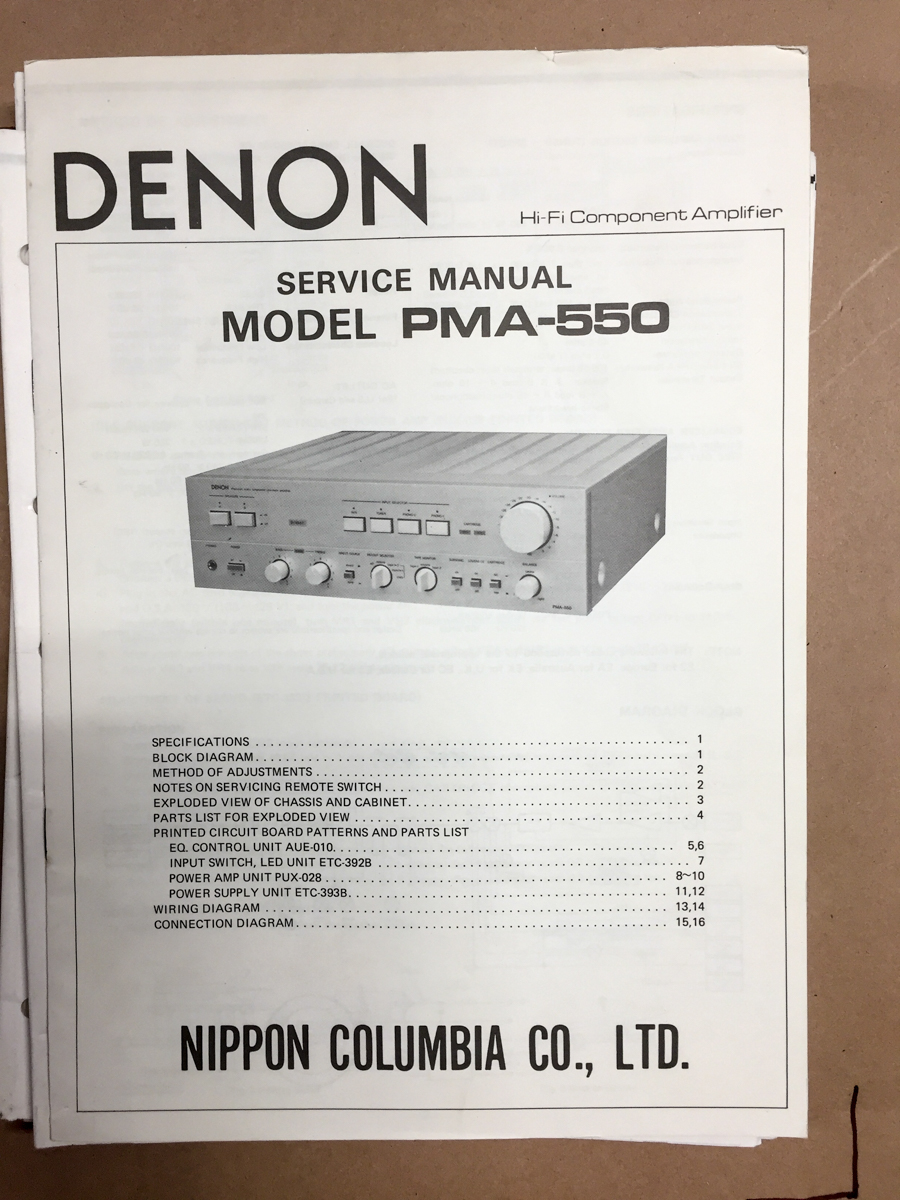 DENON
Hi-Fi Component Amplifier
SERVICE MANUAL
MODEL PMA-550
DENON
PMA-550
SPECIFICATIONS . . . . . . . . . . . . . . . . . . . . . . . . . . . . . . . . . . . . . . . . . . . . . . . . . . . . . . . . . 1
BLOCK DIAGRAM . . . . . . . . . . . . . . . . . . . . . . . . . . . . . . . . . . . . . . . . . . . . . . . . . . . . . . . . . 1
METHOD OF ADJUSTMENTS . . . . . . . . . . . . . . . . . . . . . . . . . . . . . . . . . . . . . . . . . . . . . . . . . 2
NOTES ON SERVICING REMOTE SWITCH . . . . . . . . . . . . . . . . . . . . . . . . . . . . . . . . . . . . . . . . 2
EXPLODED VIEW OF CHASSIS AND CABINET. . . . . . . . . . . . . . . . . . . . . . . . . . . . . . . . . . . . . 3
PARTS LIST FOR EXPLODED VIEW . . . . . . . . . . . . . . . . . . . . . . . . . . . . . . . . . . . . . . . . . . . . 4
PRINTED CIRCUIT BOARD PATTERNS AND PARTS LIST
EQ. CONTROL UNIT AUE-010. . . . . . . . . . . . . . . . . . . . . . . . . . . . . . . . . . . . . . . . . . . . . 5,6
INPUT SWITCH, LED UNIT ETC-392B . . . . . . . . . . . . . . . . . . . . . . . . . . . . . . . . . . . . . . . . . 7
POWER AMP UNIT PUX-028 . . . . . . . . . . . . . . . . . . . . . . . . . . . . . . . . . . . . . . . . . . . . . . 8~10
POWER SUPPLY UNIT ETC-393B. . . . . . . . . . . . . . . . . . . . . . . . . . . . . . . . . . . . . . . . . . . 11,12
WIRING DIAGRAM . . . . . . . . . . . . . . . . . . . . . . . . . . . . . . . . . . . . . . . . . . . . . . . . . . . . . . 13,14
CONNECTION DIAGRAM . . . . . . . . . . . . . . . . . . . . . . . . . . . . . . . . . . . . . . . . . . . . . . . . . 15,16
NIPPON COLUMBIA CO., LTD.